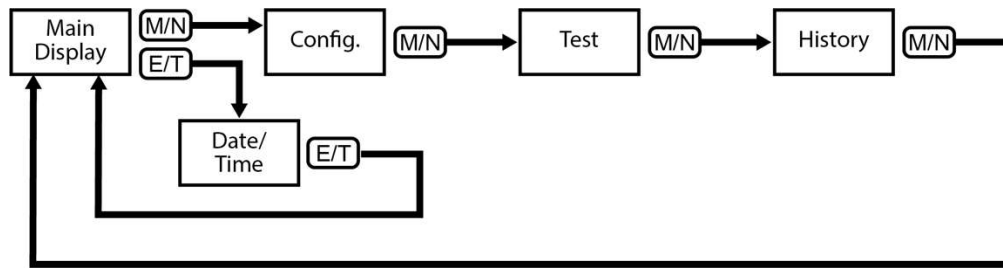 Main
Display
M/N
E/T
Config.
M/N
Test
M/N
History
M/N
Date/
Time
E/T